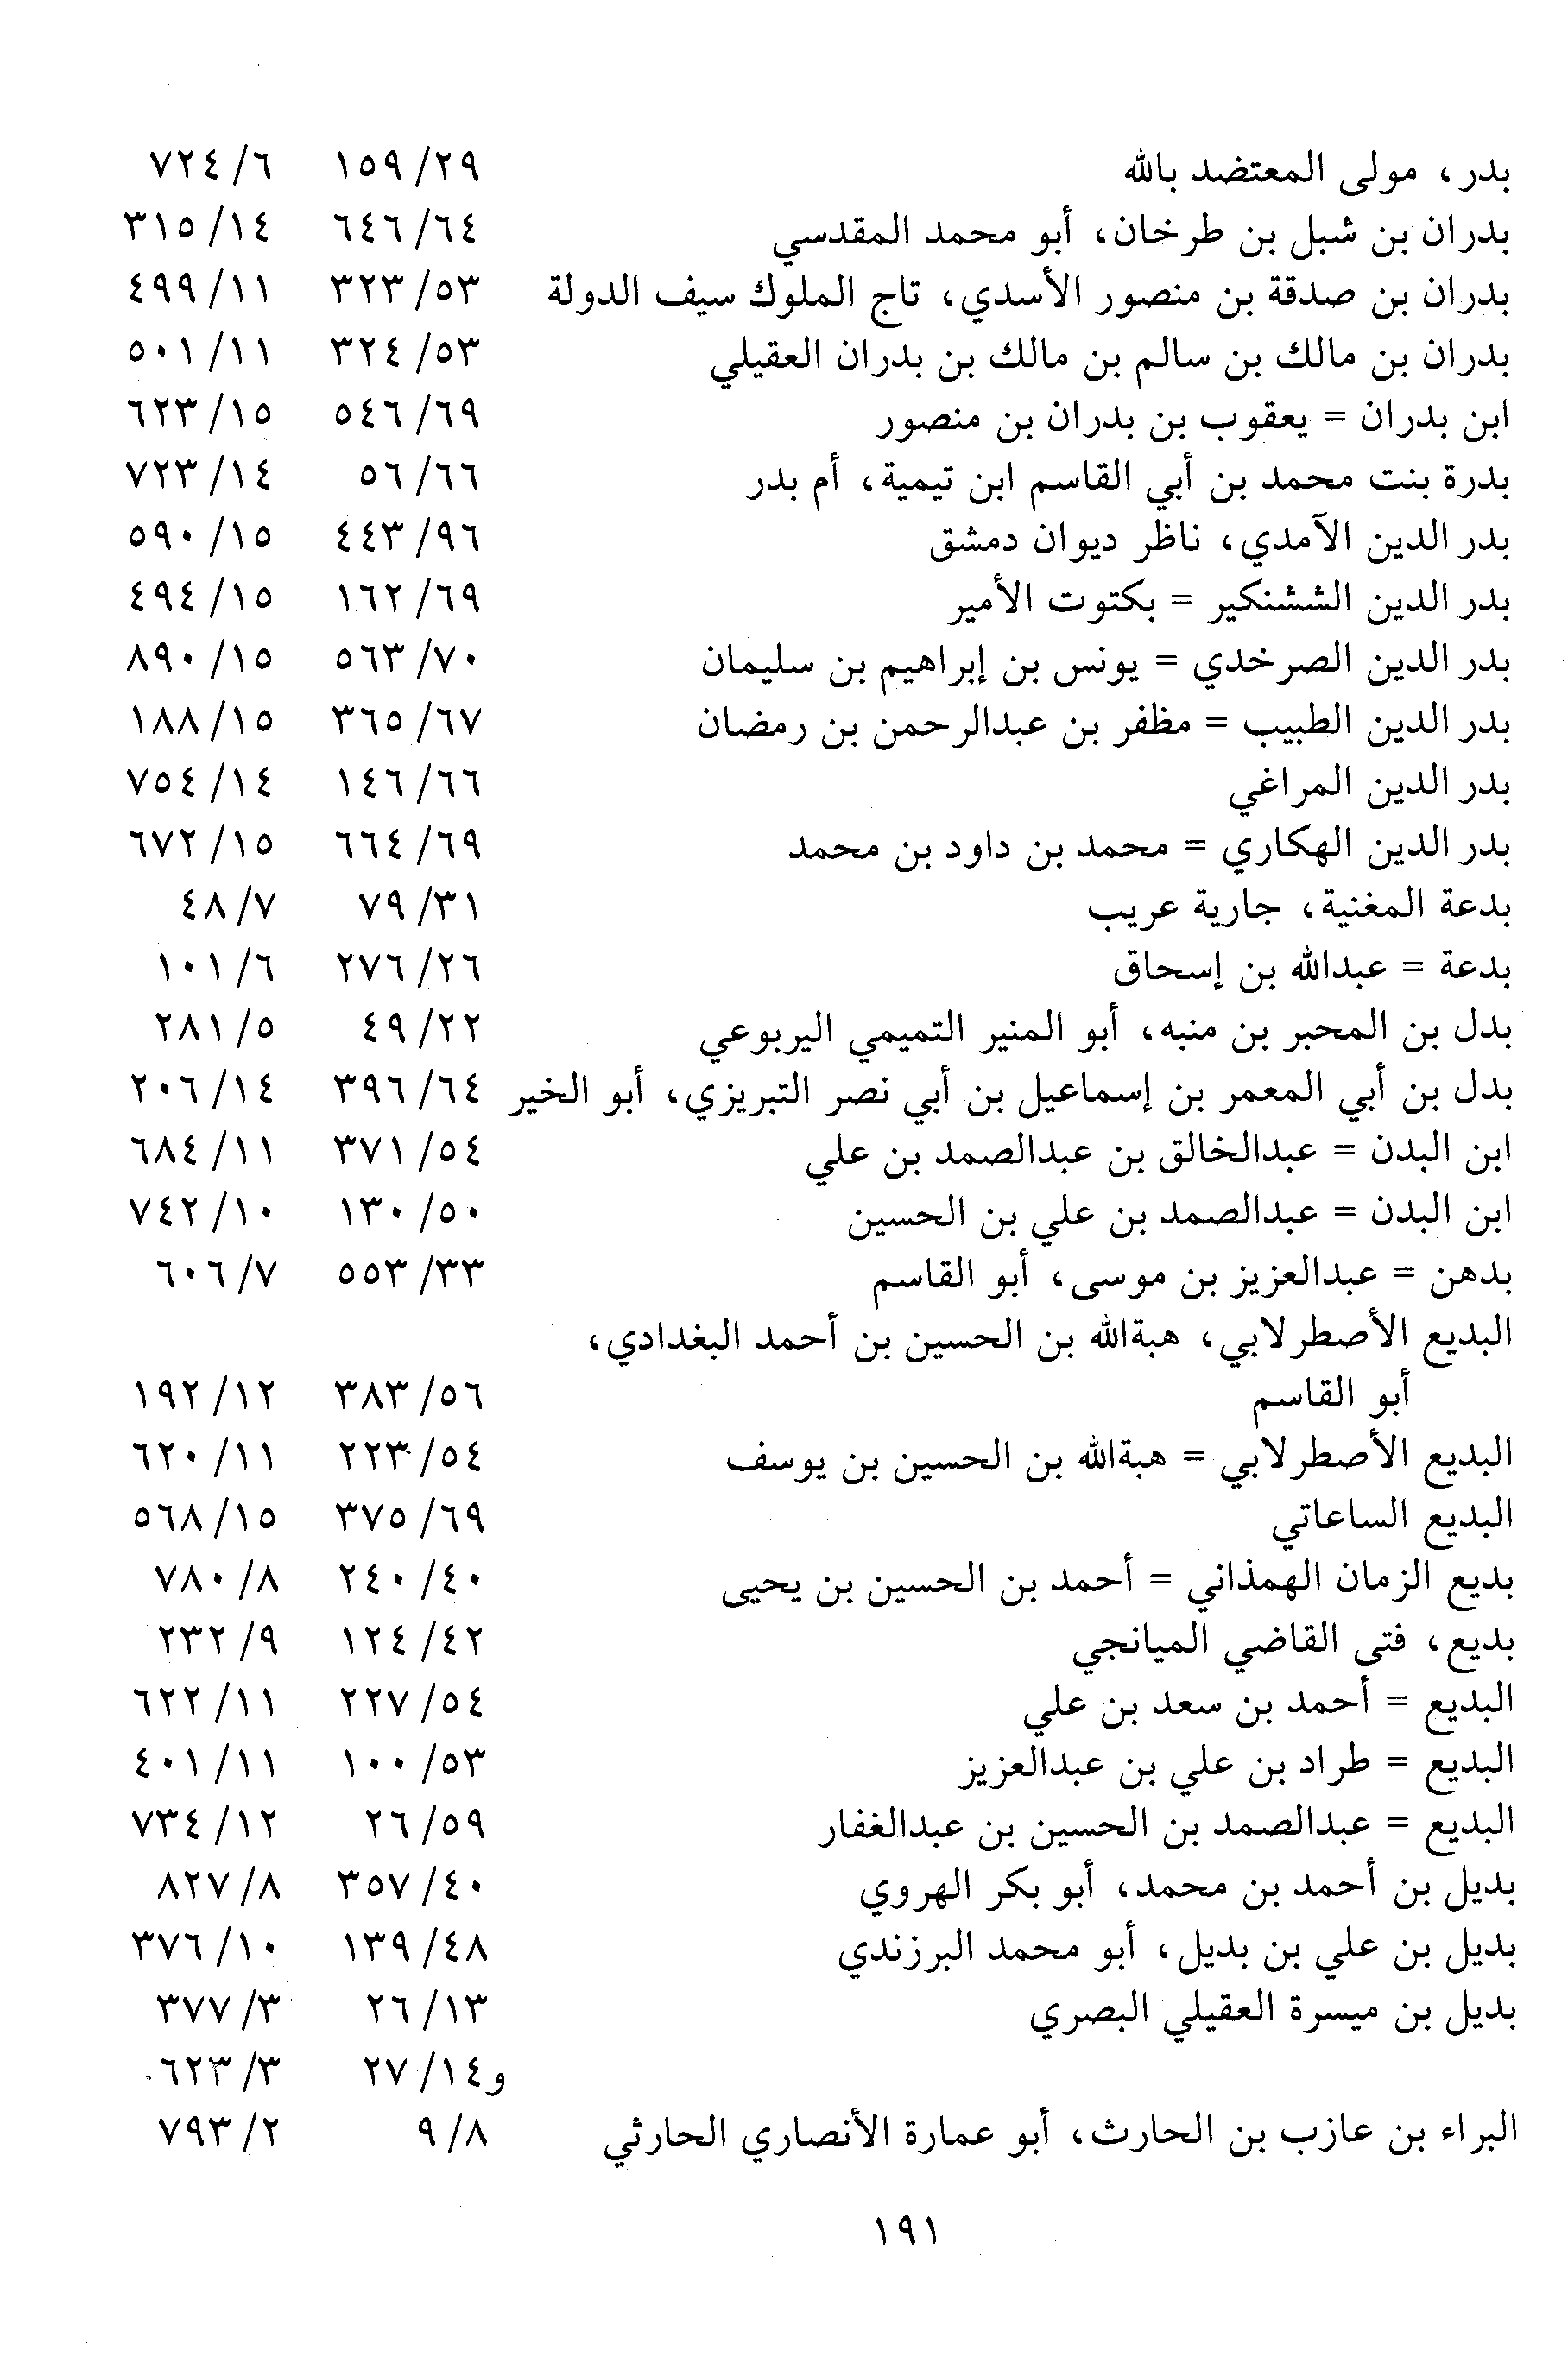 بدر، مولى المعتضد بالله ٢٩/ ١٥٩ ٦/ ٧٢٤
بدران بن شبل بن طرخان، أبو محمد المقدسي ٦٤/ ٦٤٦ ١٤/ ٣١٥
بدران بن صدقة بن منصور الأسدي، تاج الملوك سيف الدولة ٥٣/ ٣٢٣ ١١/ ٤٩٩
بدران بن مالك بن سالم بن مالك بن بدران العقيلي ٥٣/ ٣٢٤ ١١/ ٥٠١
ابن بدران = يعقوب بن بدران بن منصور ٦٩/ ٥٤٦ ١٥/ ٦٢٣
بدرة بنت محمد بن أبي القاسم ابن تيمية، أم بدر ٦٦/ ٥٦ ١٤/ ٧٢٣
بدر الدين الآمدي، ناظر ديوان دمشق ٩٦/ ٤٤٣ ١٥/ ٥٩٠
بدر الدين الششنكير = بكتوت الأمير ٦٩/ ١٦٢ ١٥/ ٤٩٤
بدر الدين الصرخدي = يونس بن إبراهيم بن سليمان ٧٠/ ٥٦٣ ١٥/ ٨٩٠
بدر الدين الطبيب = مظفر بن عبدالرحمن بن رمضان ٦٧/ ٣٦٥ ١٥/ ١٨٨
بدر الدين المراغي ٦٦/ ١٤٦ ١٤/ ٧٥٤
بدر الدين الهكاري = محمد بن داود بن محمد ٦٩/ ٦٦٤ ١٥/ ٦٧٢
بدعة المغنية، جارية عريب ٣١/ ٧٩ ٧/ ٤٨
بدعة = عبدالله بن إسحاق ٢٦/ ٢٧٦ ٦/ ١٠١
بدل بن المحبر بن منبه، أبو المنير التميمي اليربوعي ٢٢/ ٤٩ ٥/ ٢٨١
بدل بن أبي المعمر بن إسماعيل بن أبي نصر التبريزي، أبو الخير ٦٤/ ٣٩٦ ١٤/ ٢٠٦
ابن البدن = عبدالخالق بن عبدالصمد بن علي ٥٤/ ٣٧١ ١١/ ٦٨٤
ابن البدن = عبدالصمد بن علي بن الحسين ٥٠/ ١٣٠ ١٠/ ٧٤٢
بدهن = عبدالعزيز بن موسى، أبو القاسم ٣٣/ ٥٥٣ ٧/ ٦٠٦
البديع الأصطرلابي، هبةالله بن الحسين بن أحمد البغدادي،
أبو القاسم ٥٦/ ٣٨٣ ١٢/ ١٩٢
البديع الأصطرلابي = هبةالله بن الحسين بن يوسف ٥٤/ ٢٢٣ ١١/ ٦٢٠
البديع الساعاتي ٦٩/ ٣٧٥ ١٥/ ٥٦٨
بديع الزمان الهمذاني = أحمد بن الحسين بن يحيى ٤٠/ ٢٤٠ ٨/ ٧٨٠
بديع، فتى القاضي الميانجي ٤٢/ ١٢٤ ٩/ ٢٣٢
البديع = أحمد بن سعد بن علي ٥٤/ ٢٢٧ ١١/ ٦٢٢
البديع = طراد بن علي بن عبدالعزيز ٥٣/ ١٠٠ ١١/ ٤٠١
البديع = عبدالصمد بن الحسين بن عبدالغفار ٥٩/ ٢٦ ١٢/ ٧٣٤
بديل بن أحمد بن محمد، أبو بكر الهروي ٤٠/ ٣٥٧ ٨/ ٨٢٧
بديل بن علي بن بديل، أبو محمد البرزندي ٤٨/ ١٣٩ ١٠/ ٣٧٦
بديل بن ميسرة العقيلي البصري ١٣/ ٢٦ ٣/ ٣٧٧
و١٤/ ٢٧ ٣/ ٦٢٣
البراء بن عازب بن الحارث، أبو عمارة الأنصاري الحارثي ٨/ ٩ ٢/ ٧٩٣
١٩١